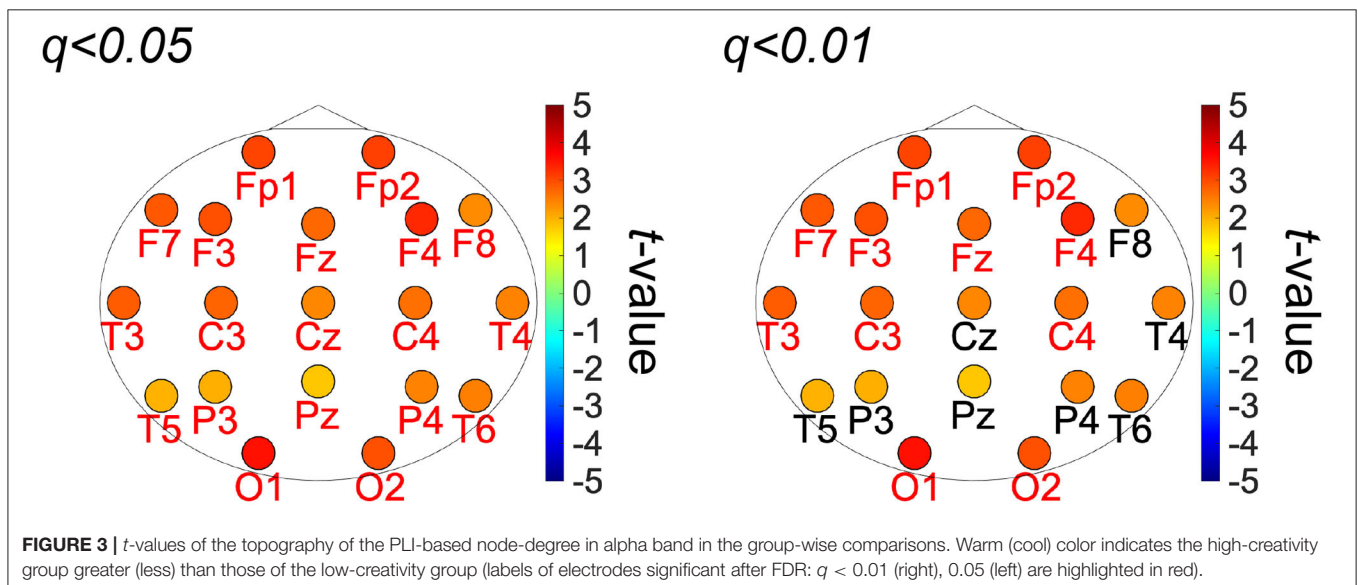 q<0.05 q<0.01
Fp1 Fp2 Fp1 Fp2
F7 F3 Fz F4 F8 F7 F3 Fz F4 F8
T3 C3 Cz C4 T4 T3 C3 Cz C4 T4
T5 P3 Pz P4 T6 T5 P3 Pz P4 T6
O1 O2 O1 O2
5
4
3
2
1
0
-1
-2
-3
-4
-5
t-value
5
4
3
2
1
0
-1
-2
-3
-4
-5
t-value
FIGURE 3 | t-values of the topography of the PLI-based node-degree in alpha band in the group-wise comparisons. Warm (cool) color indicates the high-creativity
group greater (less) than those of the low-creativity group (labels of electrodes significant after FDR: q < 0.01 (right), 0.05 (left) are highlighted in red).